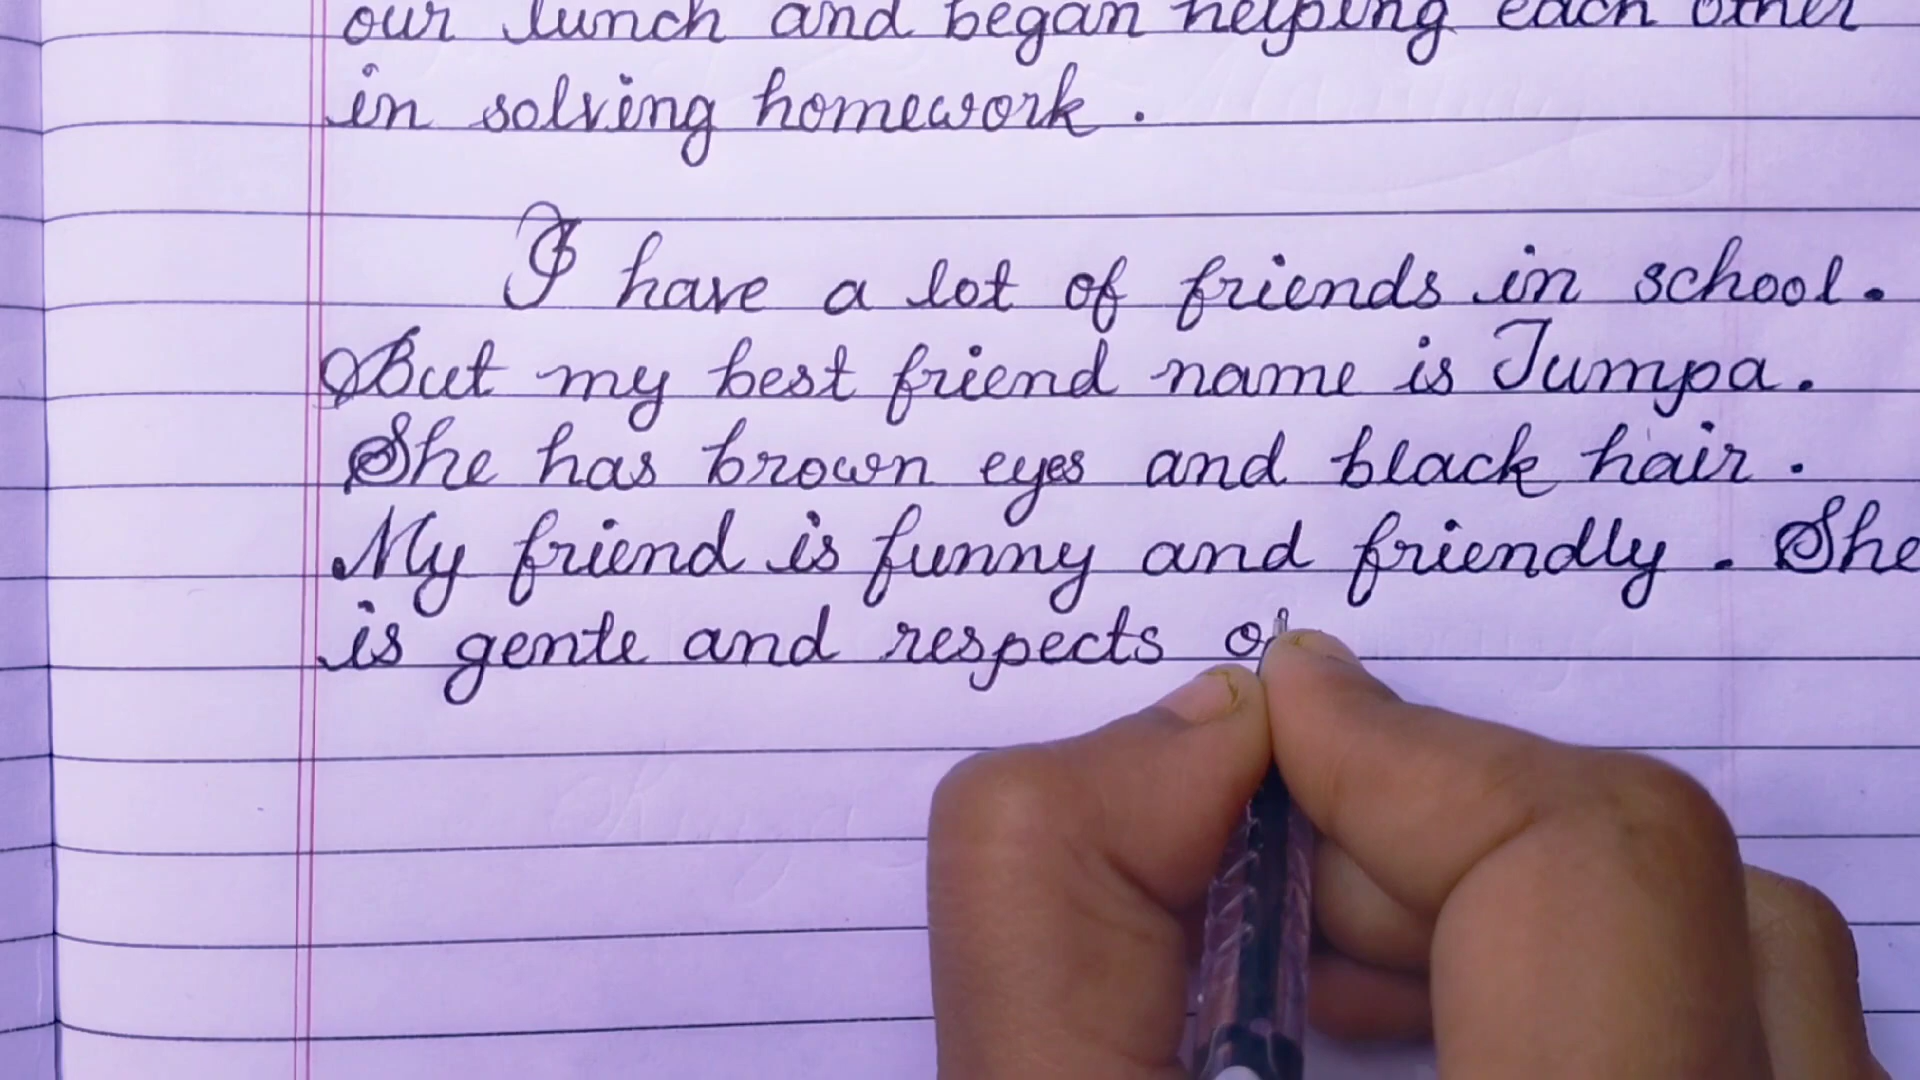 our lunch and began helping each other
in solving homework .
I have a lot of friends in school.
But my best friend name is Tumpa.
She has brown eyes and black hair .
My friend is funny and friendly . She
is gente and respects